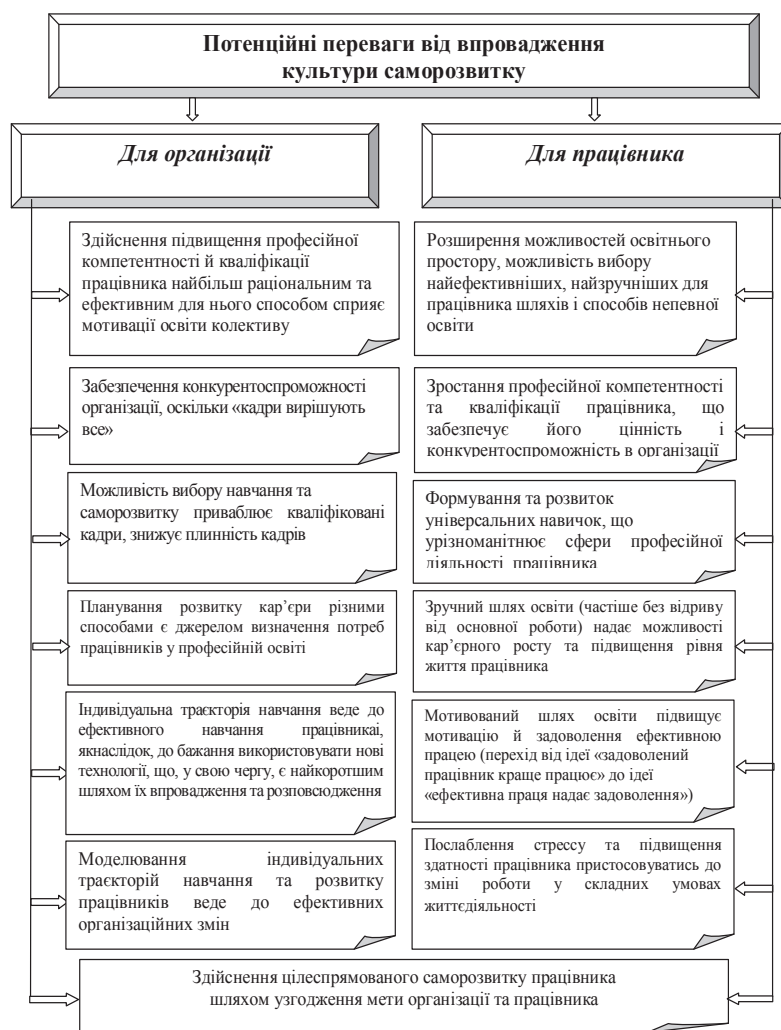 Потенційні переваги від впровадження
культури саморозвитку
Для організації
Для працівника
Здійснення підвищення професійної
компетентності й кваліфікації
працівника найбільш раціональним та
ефективним для нього способом сприяє
мотивації освіти колективу
Розширення можливостей освітнього
простору, можливість вибору
найефективніших, найзручніших для
працівника шляхів і способів непевної
освіти
Забезпечення конкурентоспроможності
організації, оскільки «кадри вирішують
все»
Зростання професійної компетентності
та кваліфікації працівника, що
забезпечує його цінність і
конкурентоспроможність в організації
Можливість вибору навчання та
саморозвитку приваблює кваліфіковані
кадри, знижує плинність кадрів
Формування та розвиток
універсальних навичок, що
урізноманітнює сфери професійної
діяльності працівника
Планування розвитку кар’єри різними
способами є джерелом визначення потреб
працівників у професійній освіті
Зручний шлях освіти (частіше без відриву
від основної роботи) надає можливості
кар’єрного росту та підвищення рівня
життя працівника
Індивідуальна траєкторія навчання веде до
ефективного навчання працівникаі,
якнаслідок, до бажання використовувати нові
технології, що, у свою чергу, є найкоротшим
шляхом їх впровадження та розповсюдження
Мотивований шлях освіти підвищує
мотивацію й задоволення ефективною
працею (перехід від ідеї «задоволений
працівник краще працює» до ідеї
«ефективна праця надає задоволення»)
Моделювання індивідуальних
траєкторій навчання та розвитку
працівників веде до ефективних
організаційних змін
Послаблення стрессу та підвищення
здатності працівника пристосовуватись до
зміні роботи у складних умовах
життєдіяльності
Здійснення цілеспрямованого саморозвитку працівника
шляхом узгодження мети організації та працівника